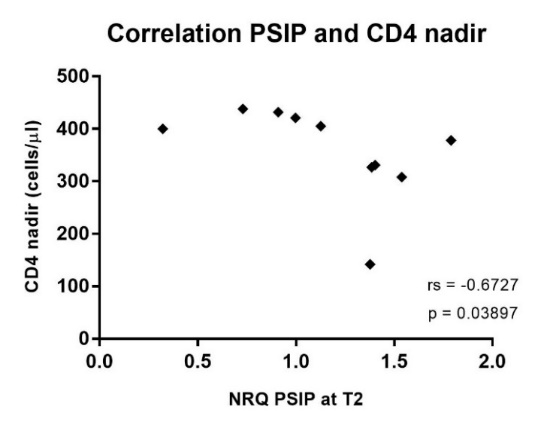 Correlation PSIP and CD4 nadir
500
400
300
200
100
0
CD4 nadir (cells/μl)
rs = -0.6727
p = 0.03897
0.0 0.5 1.0 1.5 2.0
NRQ PSIP at T2